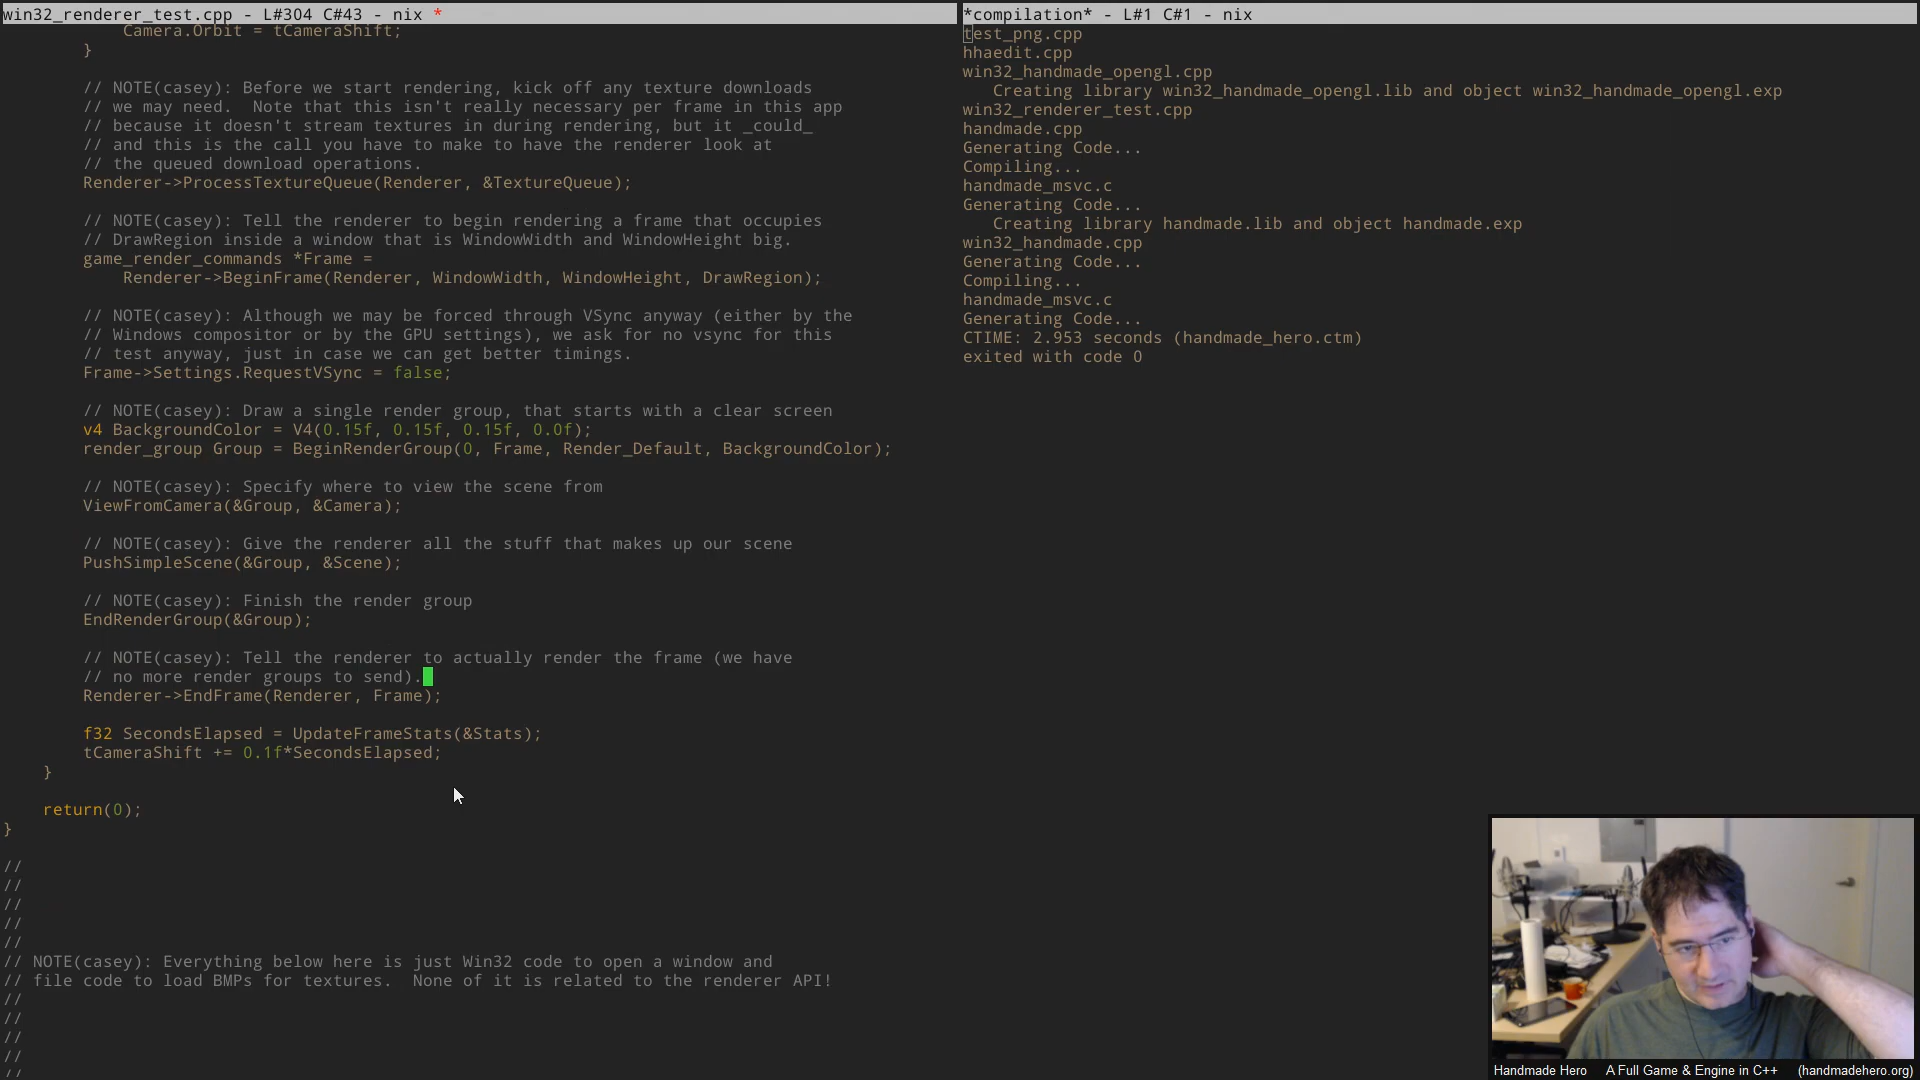 win32_renderer_test.cpp - L#304 C#43 - nix *
Camera.Orbit = tCameraShift;
}
// NOTE(casey): Before we start rendering, kick off any texture downloads
// we may need.  Note that this isn't really necessary per frame in this app
// because it doesn't stream textures in during rendering, but it _could_
// and this is the call you have to make to have the renderer look at
// the queued download operations.
Renderer->ProcessTextureQueue(Renderer, &TextureQueue);
// NOTE(casey): Tell the renderer to begin rendering a frame that occupies
// DrawRegion inside a window that is WindowWidth and WindowHeight big.
game_render_commands *Frame =
Renderer->BeginFrame(Renderer, WindowWidth, WindowHeight, DrawRegion);
// NOTE(casey): Although we may be forced through VSync anyway (either by the
// Windows compositor or by the GPU settings), we ask for no vsync for this
// test anyway, just in case we can get better timings.
Frame->Settings.RequestVSync = false;
// NOTE(casey): Draw a single render group, that starts with a clear screen
v4 BackgroundColor = V4(0.15f, 0.15f, 0.15f, 0.0f);
render_group Group = BeginRenderGroup(0, Frame, Render_Default, BackgroundColor);
// NOTE(casey): Specify where to view the scene from
ViewFromCamera(&Group, &Camera);
// NOTE(casey): Give the renderer all the stuff that makes up our scene
PushSimpleScene(&Group, &Scene);
// NOTE(casey): Finish the render group
EndRenderGroup(&Group);
// NOTE(casey): Tell the renderer to actually render the frame (we have
// no more render groups to send).
Renderer->EndFrame(Renderer, Frame);
f32 SecondsElapsed = UpdateFrameStats(&Stats);
tCameraShift += 0.1f*SecondsElapsed;
}
return(0);
}
//
//
//
//
//
// NOTE(casey): Everything below here is just Win32 code to open a window and
// file code to load BMPs for textures.  None of it is related to the renderer API!
//
//
//
//
//
*compilation* - L#1 C#1 - nix
test_png.cpp
hhaedit.cpp
win32_handmade_opengl.cpp
Creating library win32_handmade_opengl.lib and object win32_handmade_opengl.exp
win32_renderer_test.cpp
handmade.cpp
Generating Code...
Compiling...
handmade_msvc.c
Generating Code...
Creating library handmade.lib and object handmade.exp
win32_handmade.cpp
Generating Code...
Compiling...
handmade_msvc.c
Generating Code...
CTIME: 2.953 seconds (handmade_hero.ctm)
exited with code 0
Handmade Hero A Full Game & Engine in C++ (handmadehero.org)